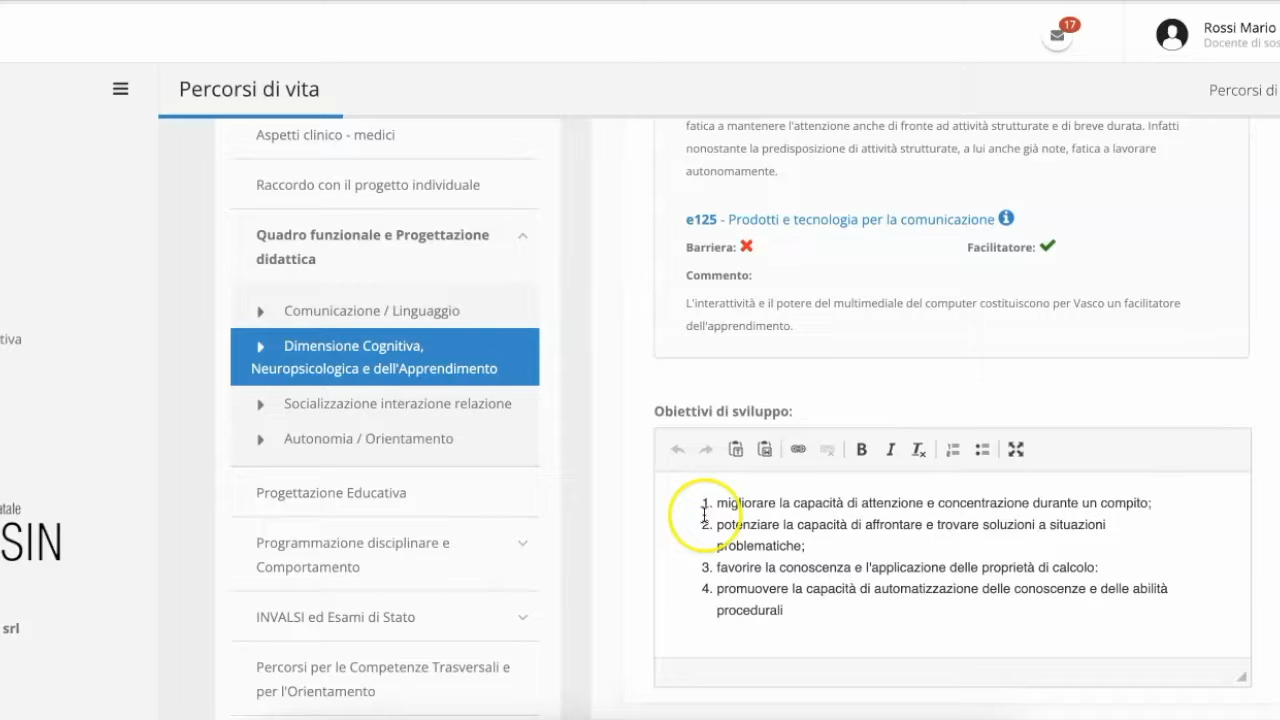 17
Rossi Mario
Docente di sos
Percorsi di vita
Percorsi di
Aspetti clinico - medici
Raccordo con il progetto individuale
Quadro funzionale e Progettazione
didattica
Comunicazione / Linguaggio
Dimensione Cognitiva,
Neuropsicologica e dell'Apprendimento
Socializzazione interazione relazione
Autonomia / Orientamento
Progettazione Educativa
Programmazione disciplinare e
Comportamento
INVALSI ed Esami di Stato
Percorsi per le Competenze Trasversali e
per l'Orientamento
tiva
atale
SIN
srl
fatica a mantenere l'attenzione anche di fronte ad attività strutturate e di breve durata. Infatti
nonostante la predisposizione di attività strutturate, a lui anche già note, fatica a lavorare
autonomamente.
e125 - Prodotti e tecnologia per la comunicazione
Barriera:
Facilitatore:
Commento:
L'interattività e il potere del multimediale del computer costituiscono per Vasco un facilitatore
dell'apprendimento.
Obiettivi di sviluppo:
1. migliorare la capacità di attenzione e concentrazione durante un compito;
2. potenziare la capacità di affrontare e trovare soluzioni a situazioni
problematiche;
3. favorire la conoscenza e l'applicazione delle proprietà di calcolo:
4. promuovere la capacità di automatizzazione delle conoscenze e delle abilità
procedurali